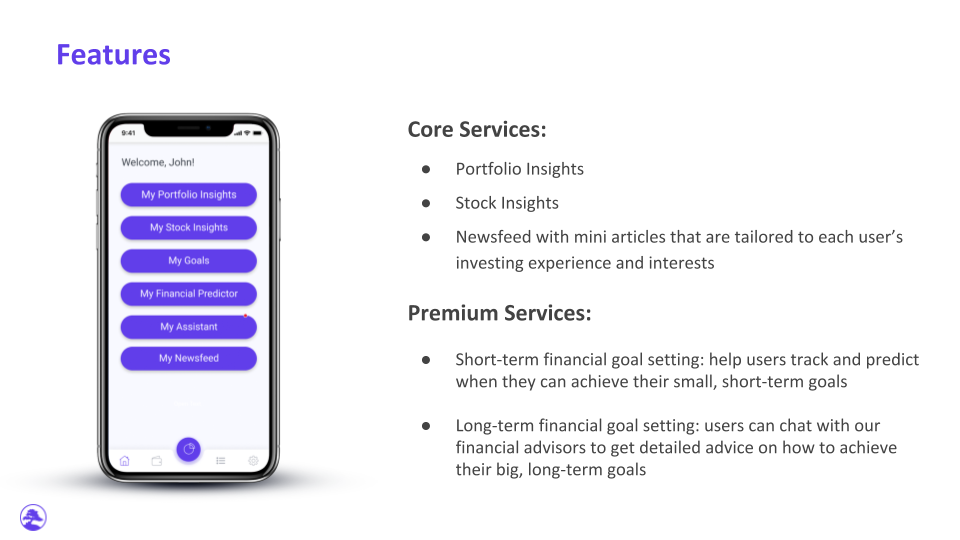 Features
9:41
Welcome, John!
My Portfolio Insights
My Stock Insights
My Goals
My Financial Predictor
My Assistant
My Newsfeed
Core Services:
● Portfolio Insights
● Stock Insights
● Newsfeed with mini articles that are tailored to each user’s
investing experience and interests
Premium Services:
● Short-term financial goal setting: help users track and predict
when they can achieve their small, short-term goals
● Long-term financial goal setting: users can chat with our
financial advisors to get detailed advice on how to achieve
their big, long-term goals